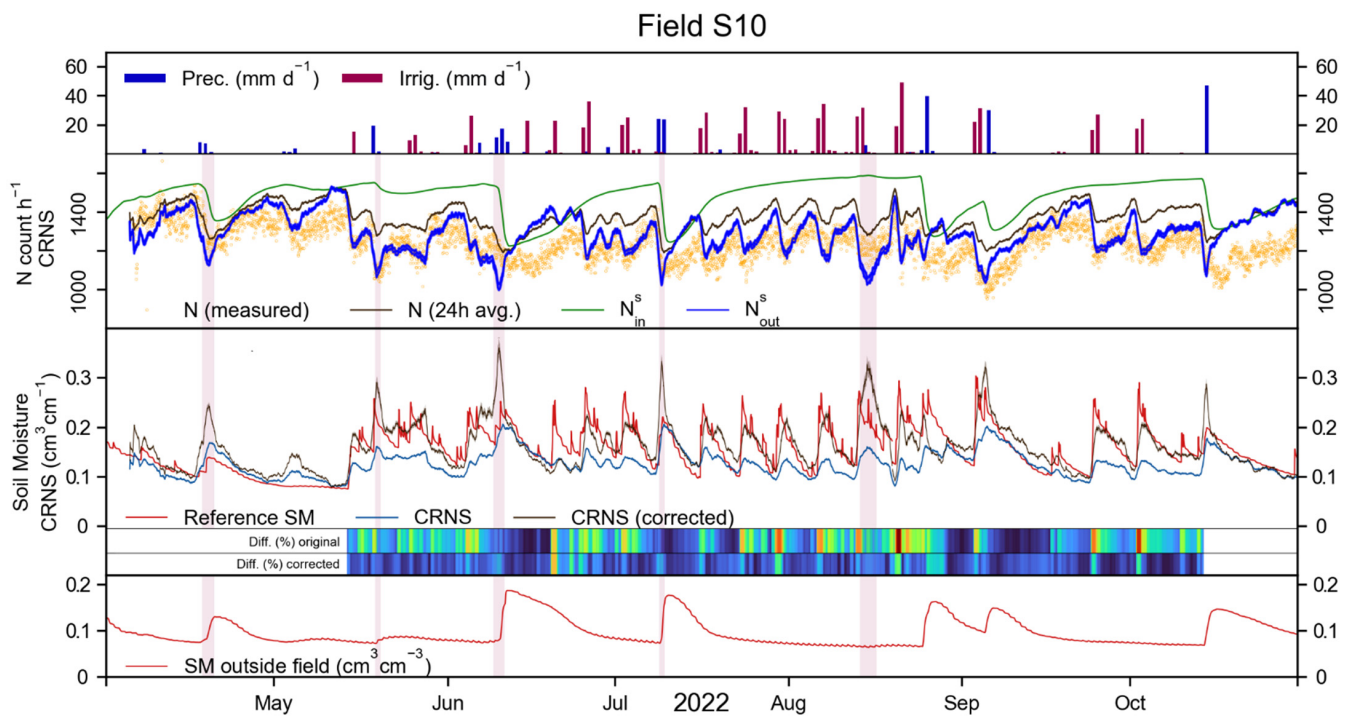 Field S10
60
40
20
Prec. (mm d⁻¹)
Irrig. (mm d⁻¹)
60
40
20
N count h⁻¹
CRNS
1400
1000
N (measured)
N (24h avg.)
Nˢin
Nˢout
1400
1000
Soil Moisture
CRNS (cm³cm⁻¹)
0.3
0.2
0.1
0
Reference SM
CRNS
CRNS (corrected)
0.3
0.2
0.1
0
Diff. (%) original
Diff. (%) corrected
0.2
0.1
0
SM outside field (cm³cm⁻³)
0.2
0.1
0
May
Jun
Jul
2022
Aug
Sep
Oct